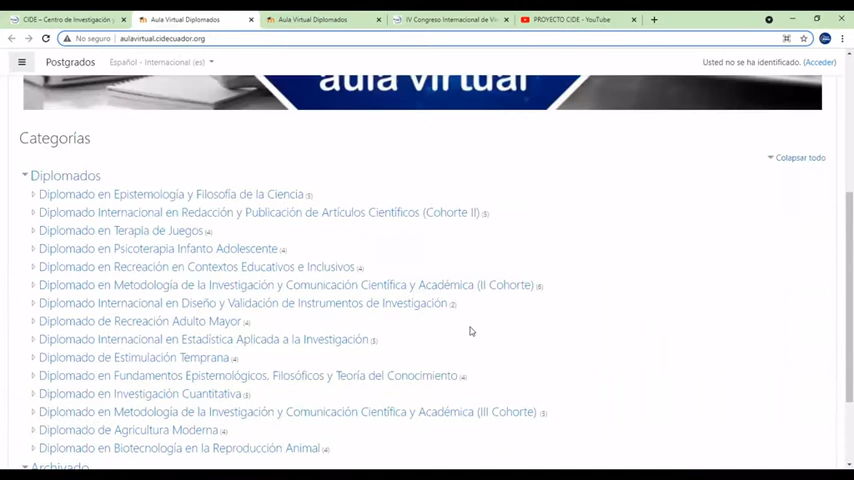 CIDE – Centro de Investigación y
Aula Virtual Diplomados
Aula Virtual Diplomados
IV Congreso Internacional de Vir
PROYECTO CIDE - YouTube
No seguro
aulavirtual.cidecuador.org
Postgrados
Español - Internacional (es)
Usted no se ha identificado. (Acceder)
aula virtual
Categorías
Colapsar todo
Diplomados
Diplomado en Epistemología y Filosofía de la Ciencia
Diplomado Internacional en Redacción y Publicación de Artículos Científicos (Cohorte II)
Diplomado en Terapia de Juegos (4)
Diplomado en Psicoterapia Infanto Adolescente (4)
Diplomado en Recreación en Contextos Educativos e Inclusivos (4)
Diplomado en Metodología de la Investigación y Comunicación Científica y Académica (II Cohorte)
Diplomado Internacional en Diseño y Validación de Instrumentos de Investigación (2)
Diplomado de Recreación Adulto Mayor (4)
Diplomado Internacional en Estadística Aplicada a la Investigación
Diplomado de Estimulación Temprana (4)
Diplomado en Fundamentos Epistemológicos, Filosóficos y Teoría del Conocimiento (4)
Diplomado en Investigación Cuantitativa
Diplomado en Metodología de la Investigación y Comunicación Científica y Académica (III Cohorte)
Diplomado de Agricultura Moderna (4)
Diplomado en Biotecnología en la Reproducción Animal (4)
Archivado